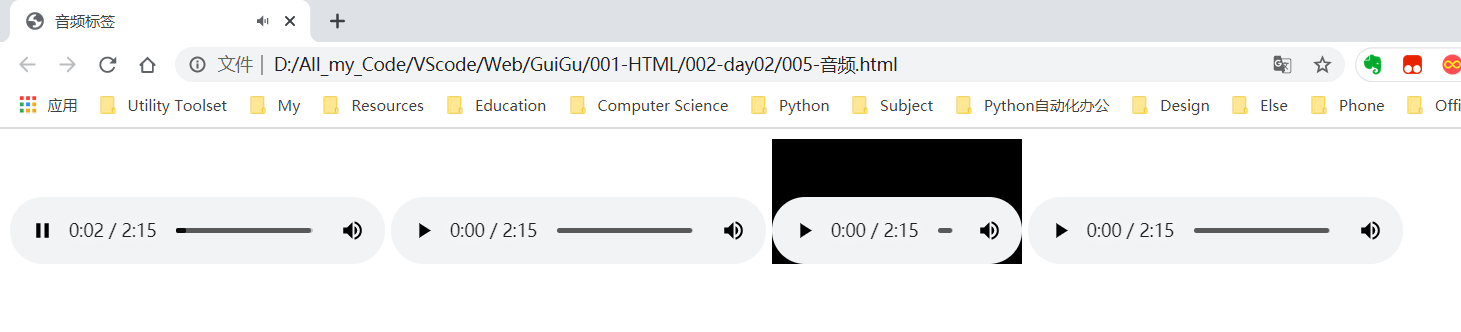 音频标签
文件 | D:/All_my_Code/VScode/Web/GuiGu/001-HTML/002-day02/005-音频.html
应用 Utility Toolset My Resources Education Computer Science Python Subject Python自动化办公 Design Else Phone Offi
0:02 / 2:15 0:00 / 2:15 0:00 / 2:15 0:00 / 2:15